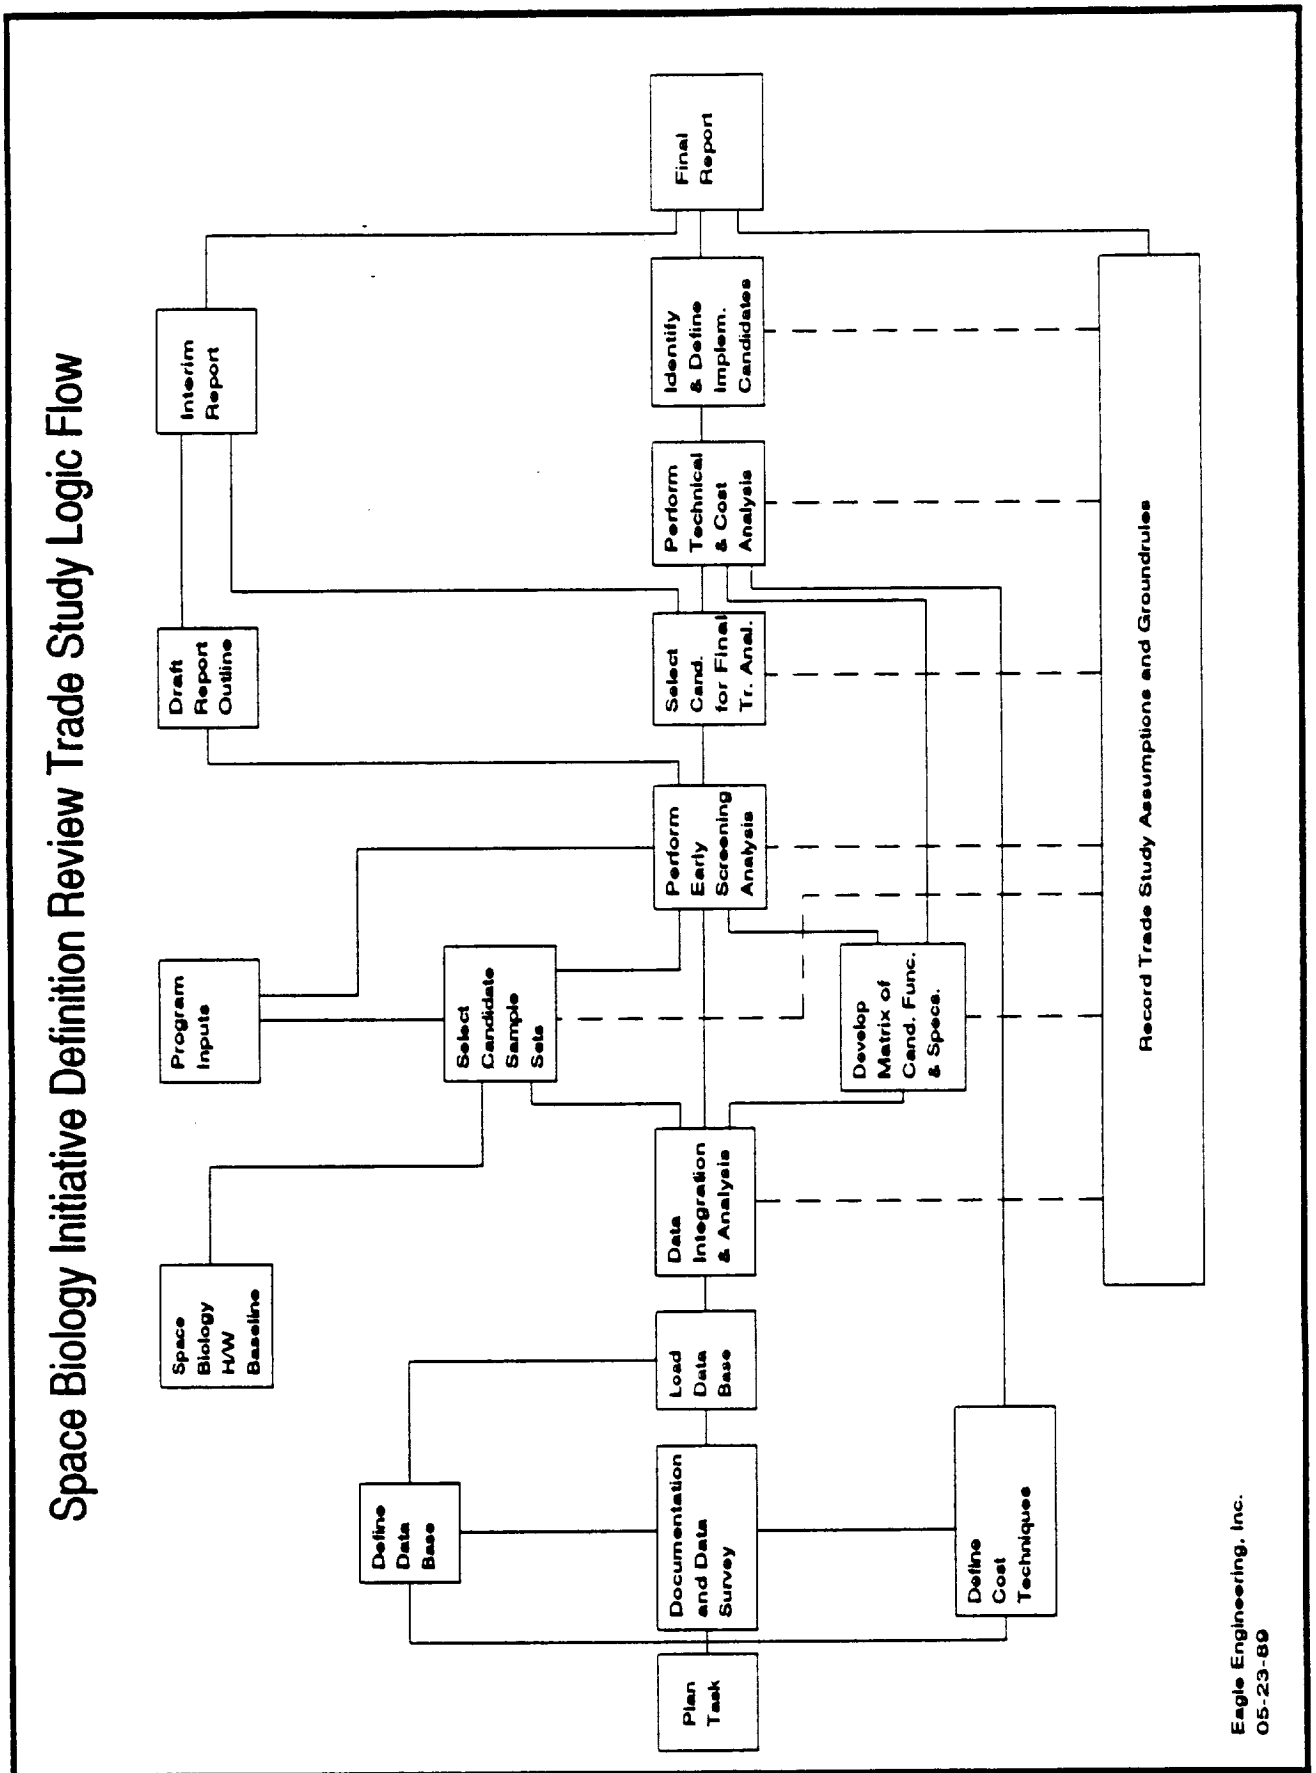 Space Biology Initiative Definition Review Trade Study Logic Flow
Space
Biology
H/W
Baseline
Program
Inputs
Draft
Report
Outline
Interim
Report
Define
Data
Base
Select
Candidate
Sample
Sets
Plan
Task
Documentation
and Data
Survey
Load
Data
Base
Data
Integration
& Analysis
Perform
Early
Screening
Analysis
Select
Cand.
for Final
Tr. Anal.
Perform
Technical
& Cost
Analysis
Identify
& Define
Implem.
Candidates
Final
Report
Develop
Matrix of
Cand. Func.
& Specs.
Define
Cost
Techniques
Record Trade Study Assumptions and Groundrules
Eagle Engineering, Inc.
05-23-89